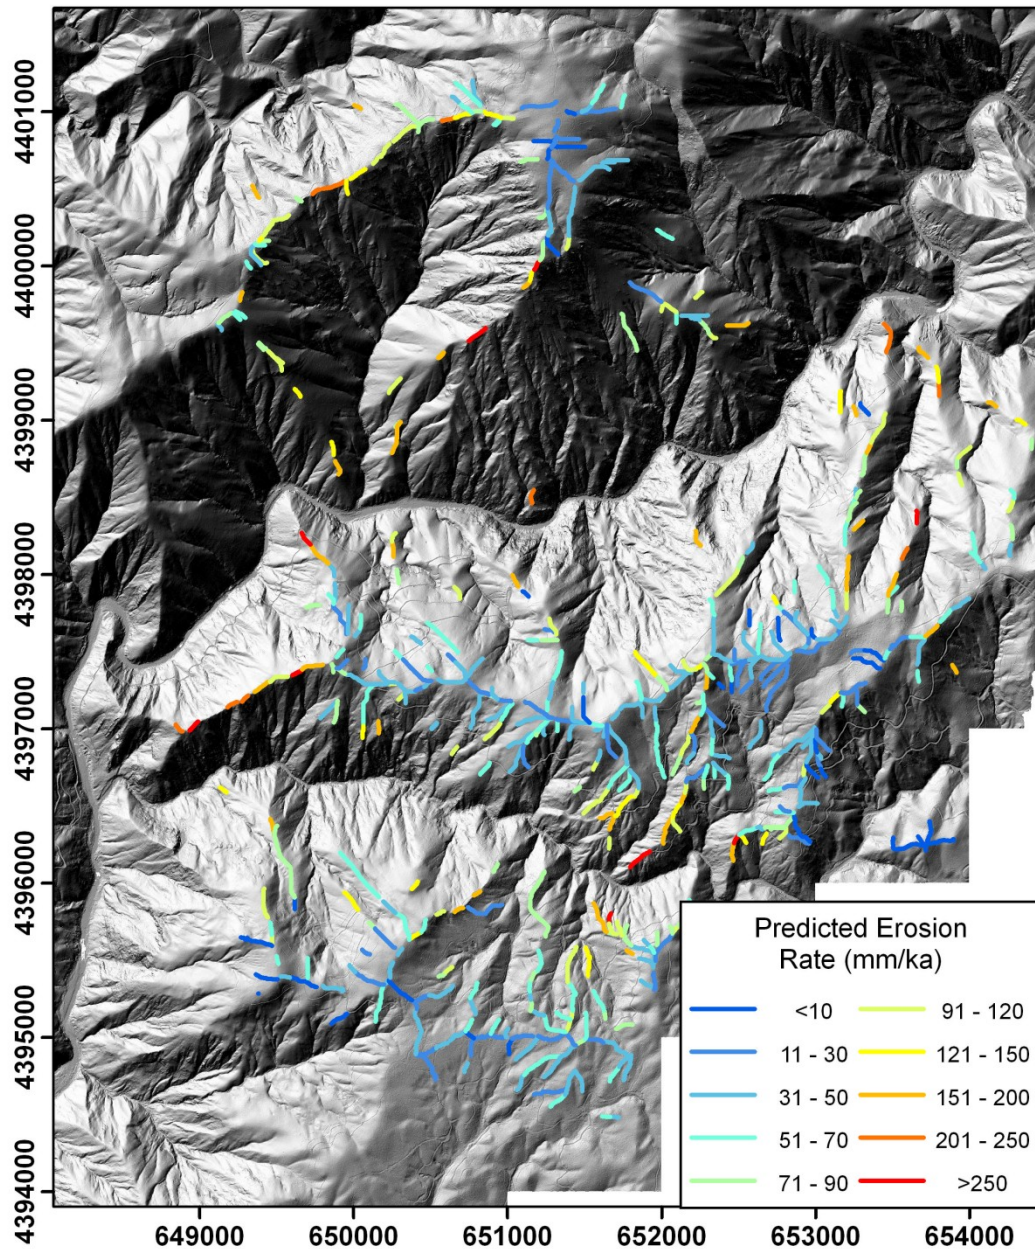 4401000
4400000
4399000
4398000
4397000
4396000
4395000
4394000
Predicted Erosion
Rate (mm/ka)
<10 91 - 120
11 - 30 121 - 150
31 - 50 151 - 200
51 - 70 201 - 250
71 - 90 >250
649000 650000 651000 652000 653000 654000